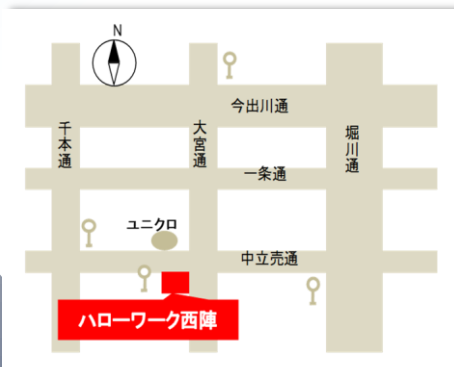 N
今出川通
千本通
大宮通
堀川通
一条通
ユニクロ
中立売通
ハローワーク西陣